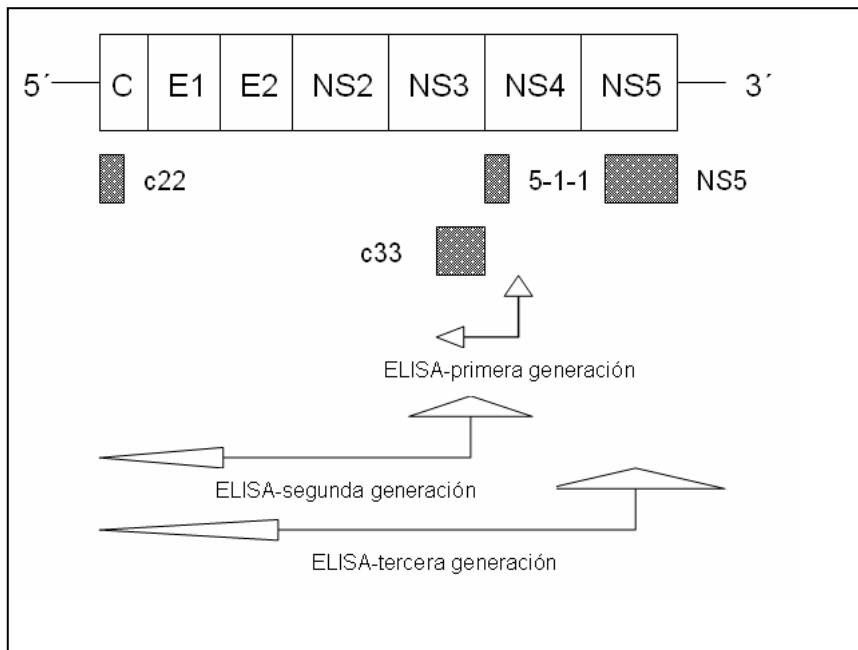 5´ C E1 E2 NS2 NS3 NS4 NS5 3´
c22 5-1-1 NS5
c33
ELISA-primera generación
ELISA-segunda generación
ELISA-tercera generación